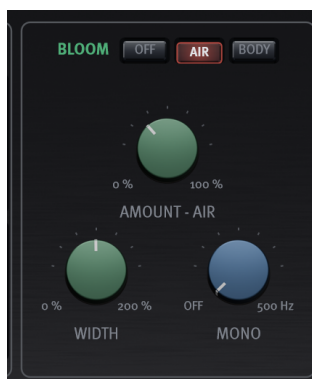 BLOOM OFF AIR BODY
0 % 100 %
AMOUNT - AIR
0 % 200 % OFF 500 Hz
WIDTH MONO